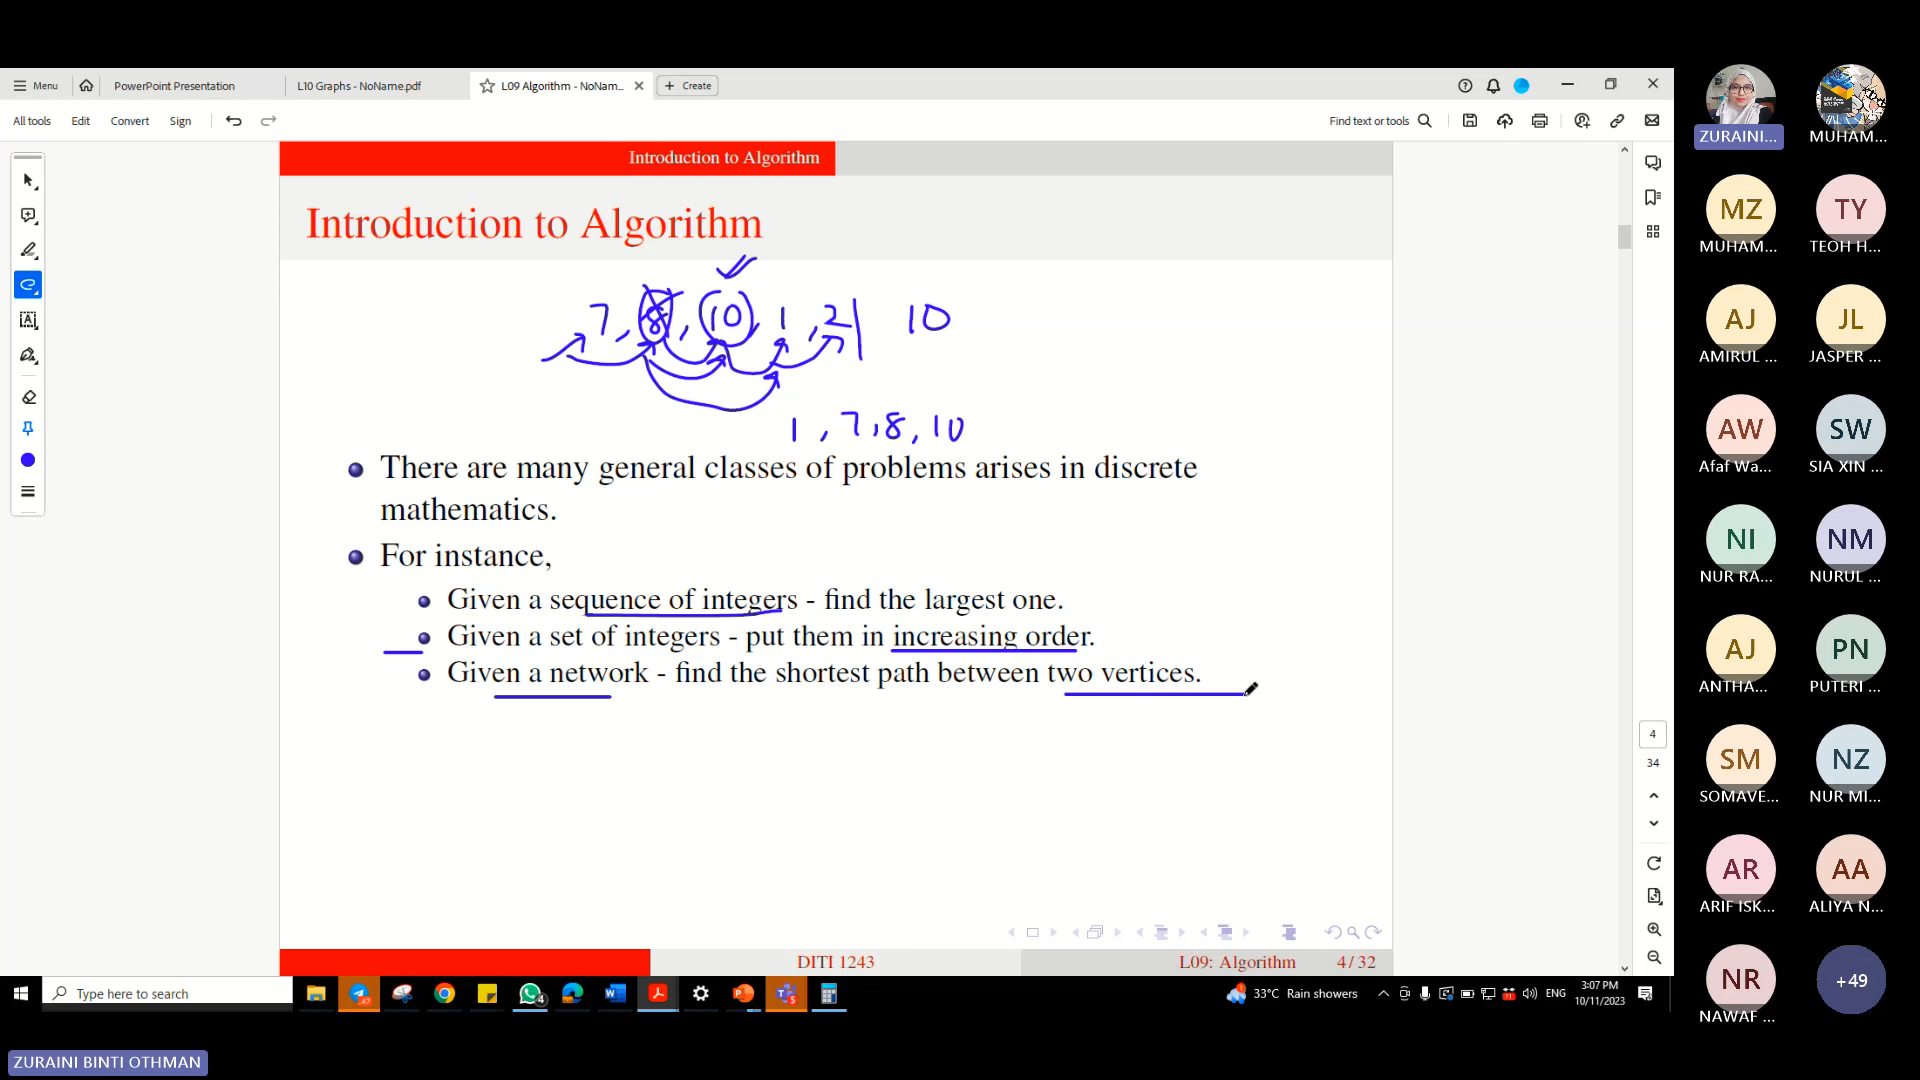 Menu
PowerPoint Presentation
L10 Graphs - NoName.pdf
L09 Algorithm - NoNam...
Create
All tools
Edit
Convert
Sign
Find text or tools
Introduction to Algorithm
Introduction to Algorithm
7, 8, 10, 1, 2 10
1, 7, 8, 10
There are many general classes of problems arises in discrete
mathematics.
For instance,
Given a sequence of integers - find the largest one.
Given a set of integers - put them in increasing order.
Given a network - find the shortest path between two vertices.
DITI 1243
L09: Algorithm 4 / 32
4
34
ZURAINI...
MUHAM...
MZ
MUHAM...
TY
TEOH H...
AJ
AMIRUL ...
JL
JASPER ...
AW
Afaf Wa...
SW
SIA XIN ...
NI
NUR RA...
NM
NURUL ...
AJ
ANTHA...
PN
PUTERI ...
SM
SOMAVE...
NZ
NUR MI...
AR
ARIF ISK...
AA
ALIYA N...
NR
NAWAF ...
+49
Type here to search
4
33°C Rain showers
ENG
3:07 PM
10/11/2023
ZURAINI BINTI OTHMAN